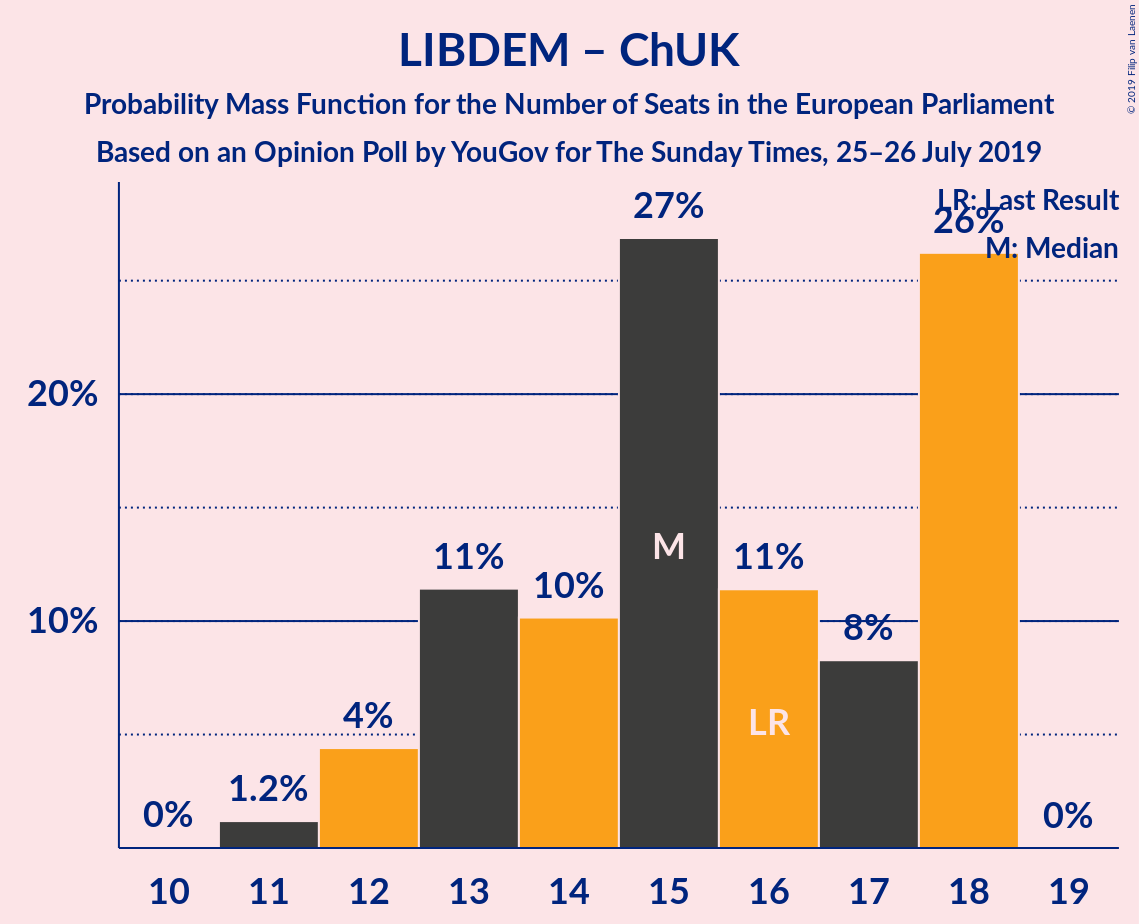 LIBDEM – ChUK
Probability Mass Function for the Number of Seats in the European Parliament
Based on an Opinion Poll by YouGov for The Sunday Times, 25–26 July 2019
© 2019 Filip van Laenen
LR: Last Result
M: Median
27%
26%
20%
M
11%
10%
11%
10%
8%
LR
4%
1.2%
0%
0%
10 11 12 13 14 15 16 17 18 19